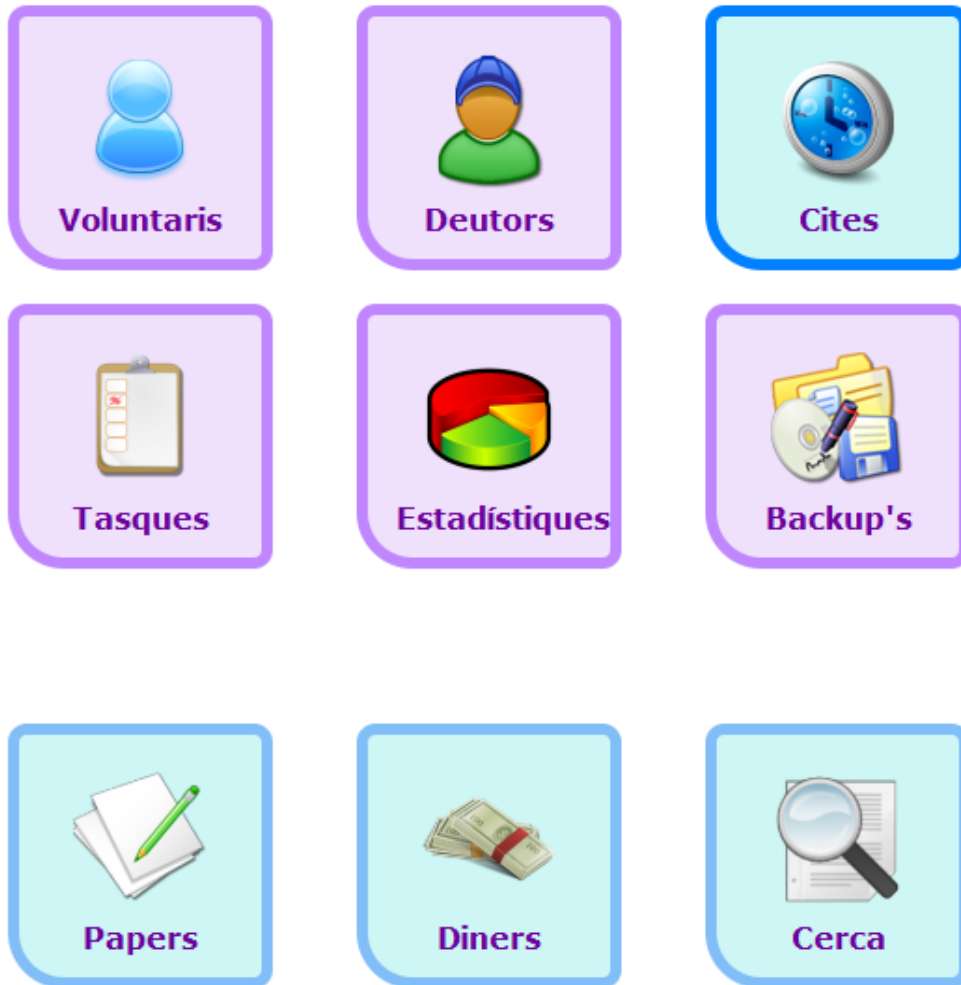 Voluntaris
Deutors
Cites
Tasques
Estadístiques
Backup's
Papers
Diners
Cerca